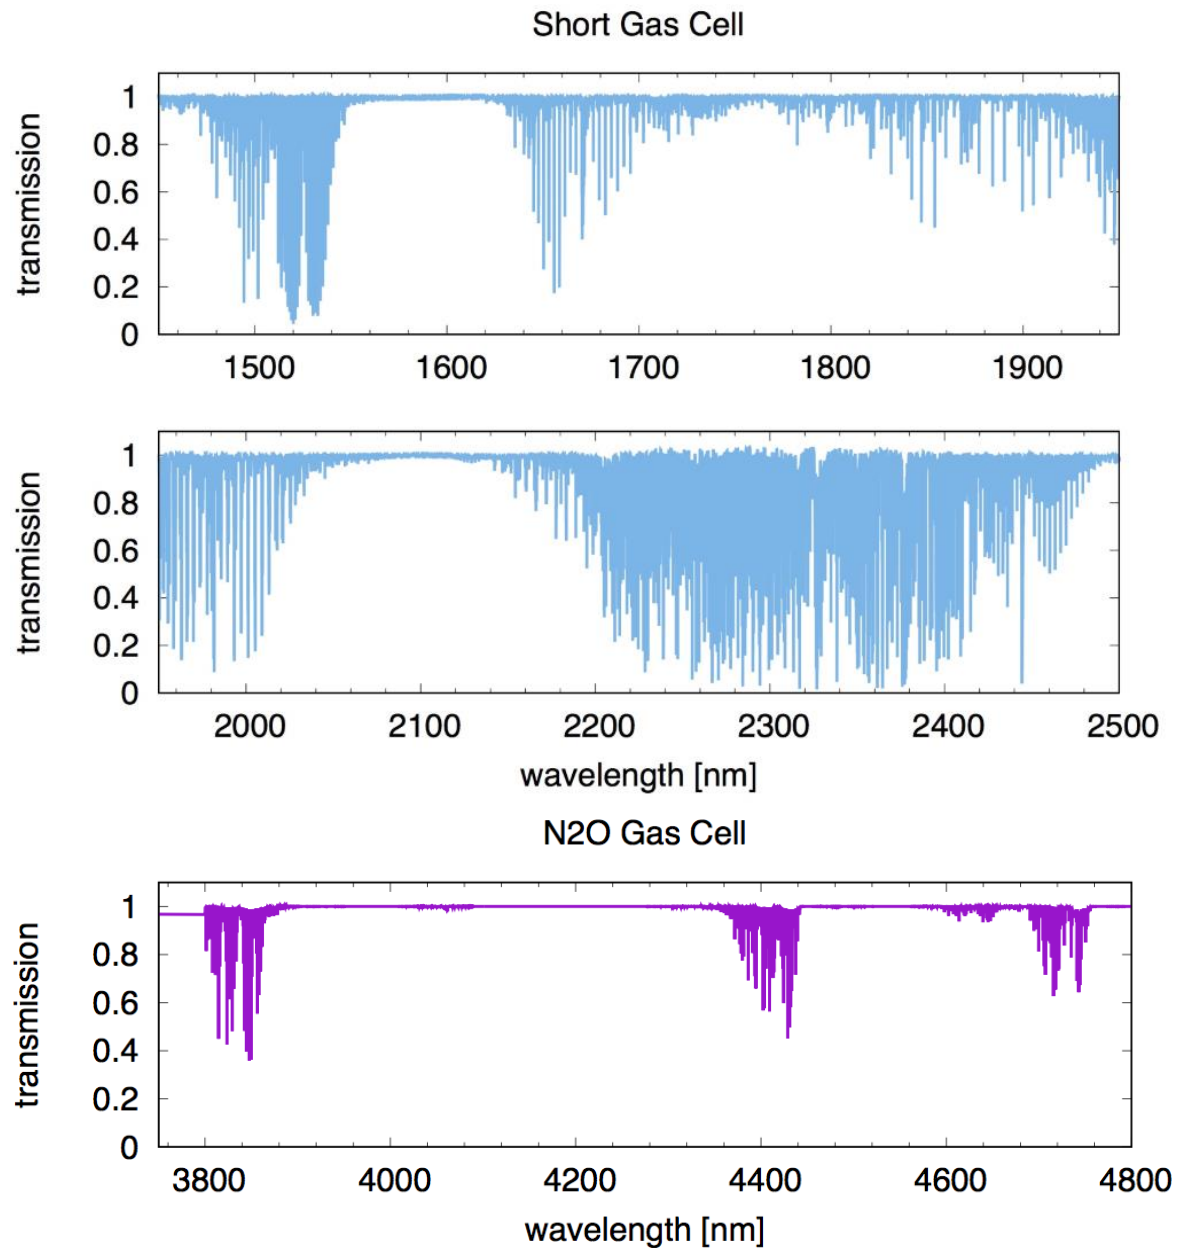 Short Gas Cell
transmission
1
0.8
0.6
0.4
0.2
0
1500 1600 1700 1800 1900
transmission
1
0.8
0.6
0.4
0.2
0
2000 2100 2200 2300 2400 2500
wavelength [nm]
N2O Gas Cell
transmission
1
0.8
0.6
0.4
0.2
0
3800 4000 4200 4400 4600 4800
wavelength [nm]